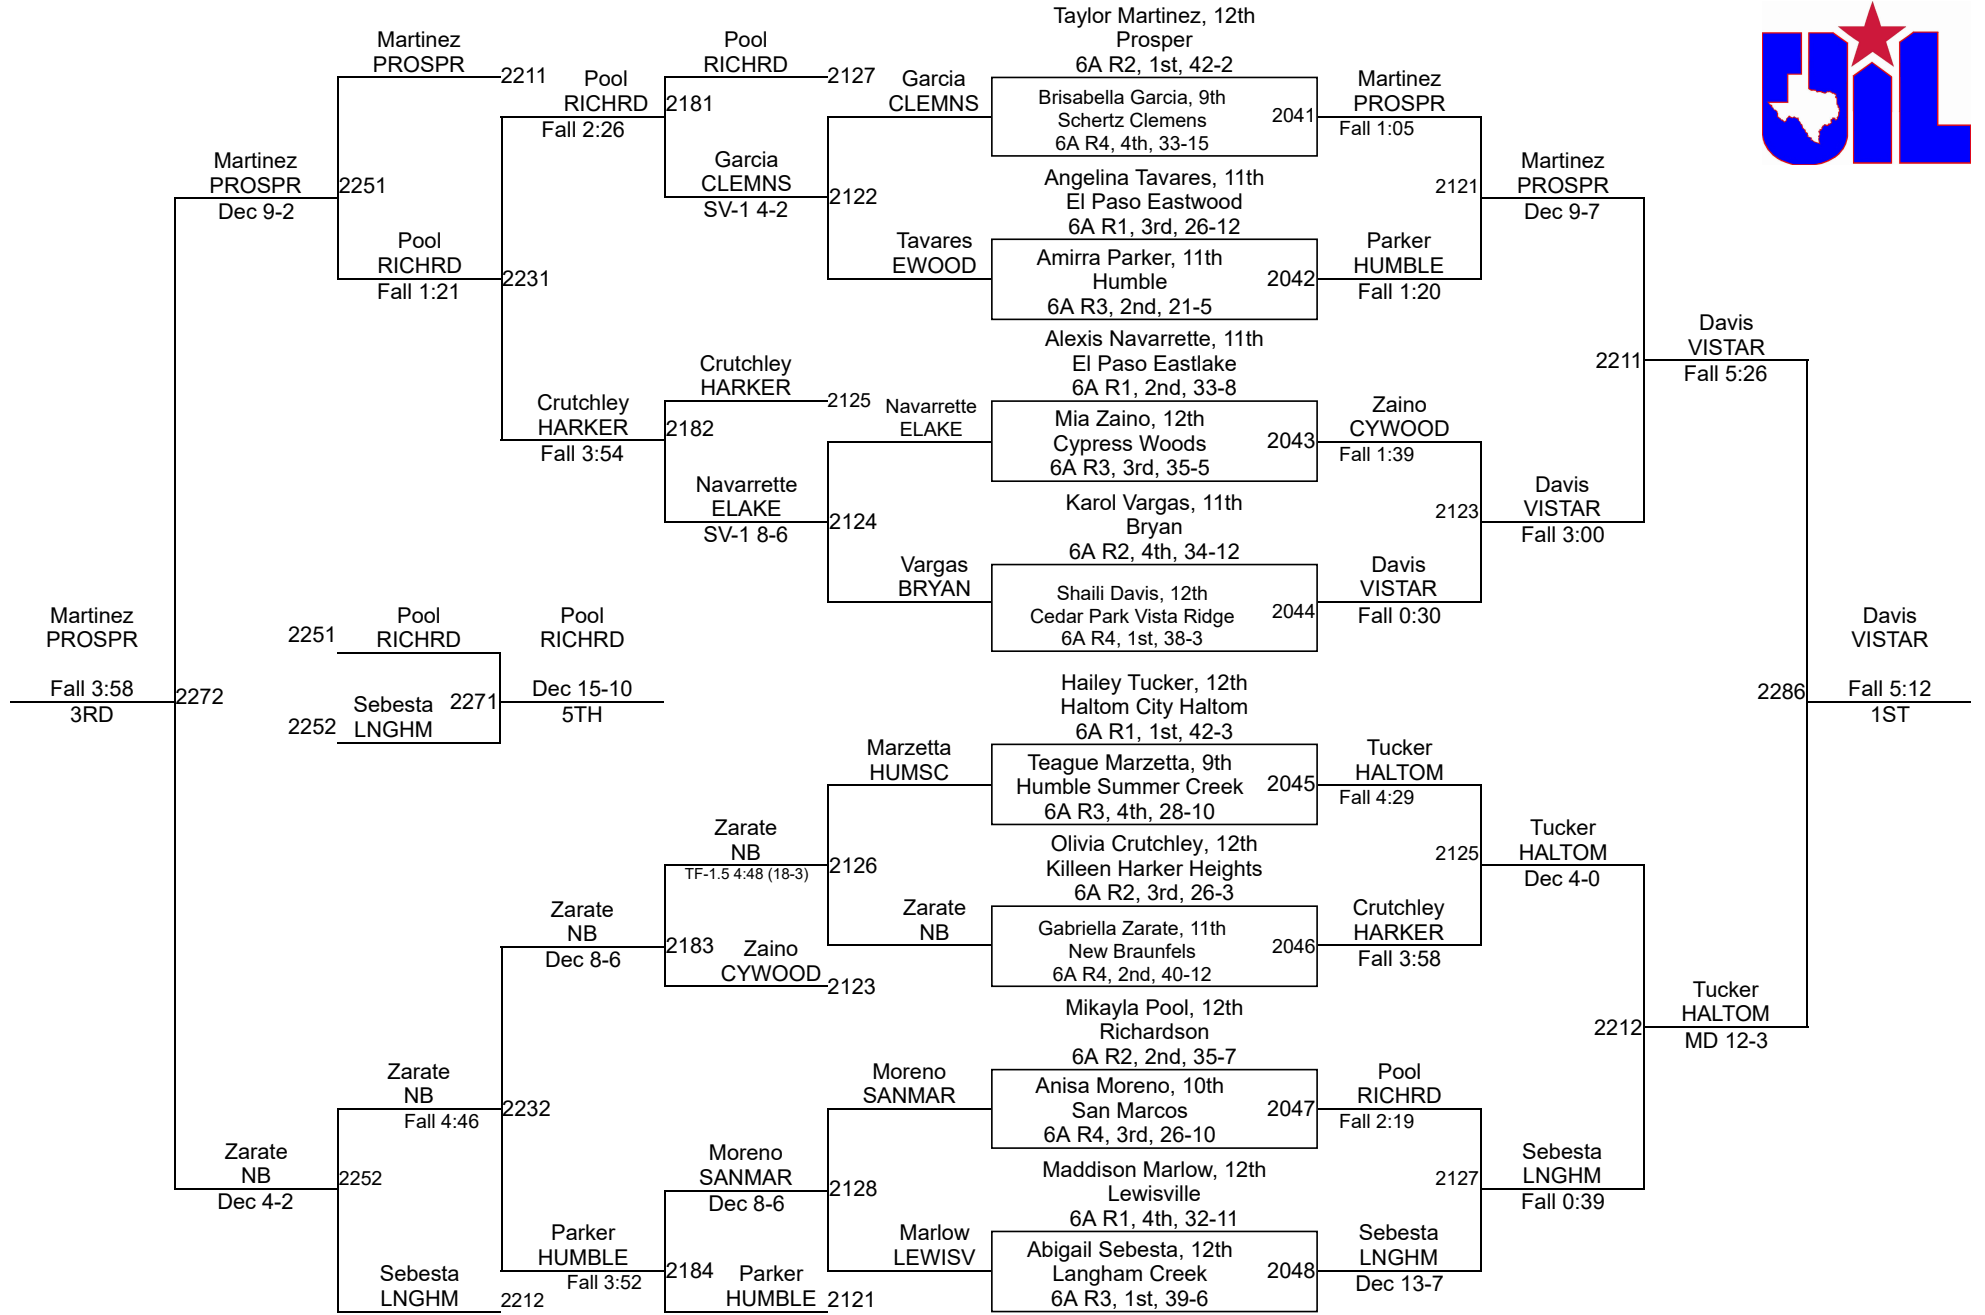 Taylor Martinez, 12th
Prosper
6A R2, 1st, 42-2
Brisabella Garcia, 9th
Schertz Clemens
6A R4, 4th, 33-15
2041
Angelina Tavares, 11th
El Paso Eastwood
6A R1, 3rd, 26-12
Amirra Parker, 11th
Humble
6A R3, 2nd, 21-5
2042
Alexis Navarrette, 11th
El Paso Eastlake
6A R1, 2nd, 33-8
Mia Zaino, 12th
Cypress Woods
6A R3, 3rd, 35-5
2043
Karol Vargas, 11th
Bryan
6A R2, 4th, 34-12
Shaili Davis, 12th
Cedar Park Vista Ridge
6A R4, 1st, 38-3
2044
Hailey Tucker, 12th
Haltom City Haltom
6A R1, 1st, 42-3
Teague Marzetta, 9th
Humble Summer Creek
6A R3, 4th, 28-10
2045
Olivia Crutchley, 12th
Killeen Harker Heights
6A R2, 3rd, 26-3
Gabriella Zarate, 11th
New Braunfels
6A R4, 2nd, 40-12
2046
Mikayla Pool, 12th
Richardson
6A R2, 2nd, 35-7
Anisa Moreno, 10th
San Marcos
6A R4, 3rd, 26-10
2047
Maddison Marlow, 12th
Lewisville
6A R1, 4th, 32-11
Abigail Sebesta, 12th
Langham Creek
6A R3, 1st, 39-6
2048
Martinez
PROSPR
Fall 1:05
2121
Parker
HUMBLE
Fall 1:20
Zaino
CYWOOD
Fall 1:39
2123
Davis
VISTAR
Fall 0:30
Tucker
HALTOM
Fall 4:29
2125
Crutchley
HARKER
Fall 3:58
Pool
RICHRD
Fall 2:19
2127
Sebesta
LNGHM
Dec 13-7
Martinez
PROSPR
Dec 9-7
2211
Davis
VISTAR
Fall 3:00
Tucker
HALTOM
Dec 4-0
2212
Sebesta
LNGHM
Fall 0:39
Davis
VISTAR
Fall 5:26
2286
Tucker
HALTOM
MD 12-3
Davis
VISTAR
Fall 5:12
1ST
UIL
Garcia
CLEMNS
2122
Tavares
EWOOD
Navarrette
ELAKE
2124
Vargas
BRYAN
Marzetta
HUMSC
2126
Zarate
NB
Moreno
SANMAR
2128
Marlow
LEWISV
Pool
RICHRD
2127
2181
Garcia
CLEMNS
SV-1 4-2
Crutchley
HARKER
2125
2182
Navarrette
ELAKE
SV-1 8-6
Zarate
NB
TF-1.5 4:48 (18-3)
2183
Zaino
CYWOOD
2123
Moreno
SANMAR
Dec 8-6
2184
Parker
HUMBLE
2121
Pool
RICHRD
Fall 2:26
2231
Crutchley
HARKER
Fall 3:54
Zarate
NB
Dec 8-6
2232
Parker
HUMBLE
Fall 3:52
Martinez
PROSPR
2211
2251
Pool
RICHRD
Fall 1:21
Zarate
NB
Fall 4:46
2252
Sebesta
LNGHM
2212
Martinez
PROSPR
Dec 9-2
2272
Zarate
NB
Dec 4-2
Martinez
PROSPR
Fall 3:58
3RD
2251
Pool
RICHRD
2271
2252
Sebesta
LNGHM
Pool
RICHRD
Dec 15-10
5TH